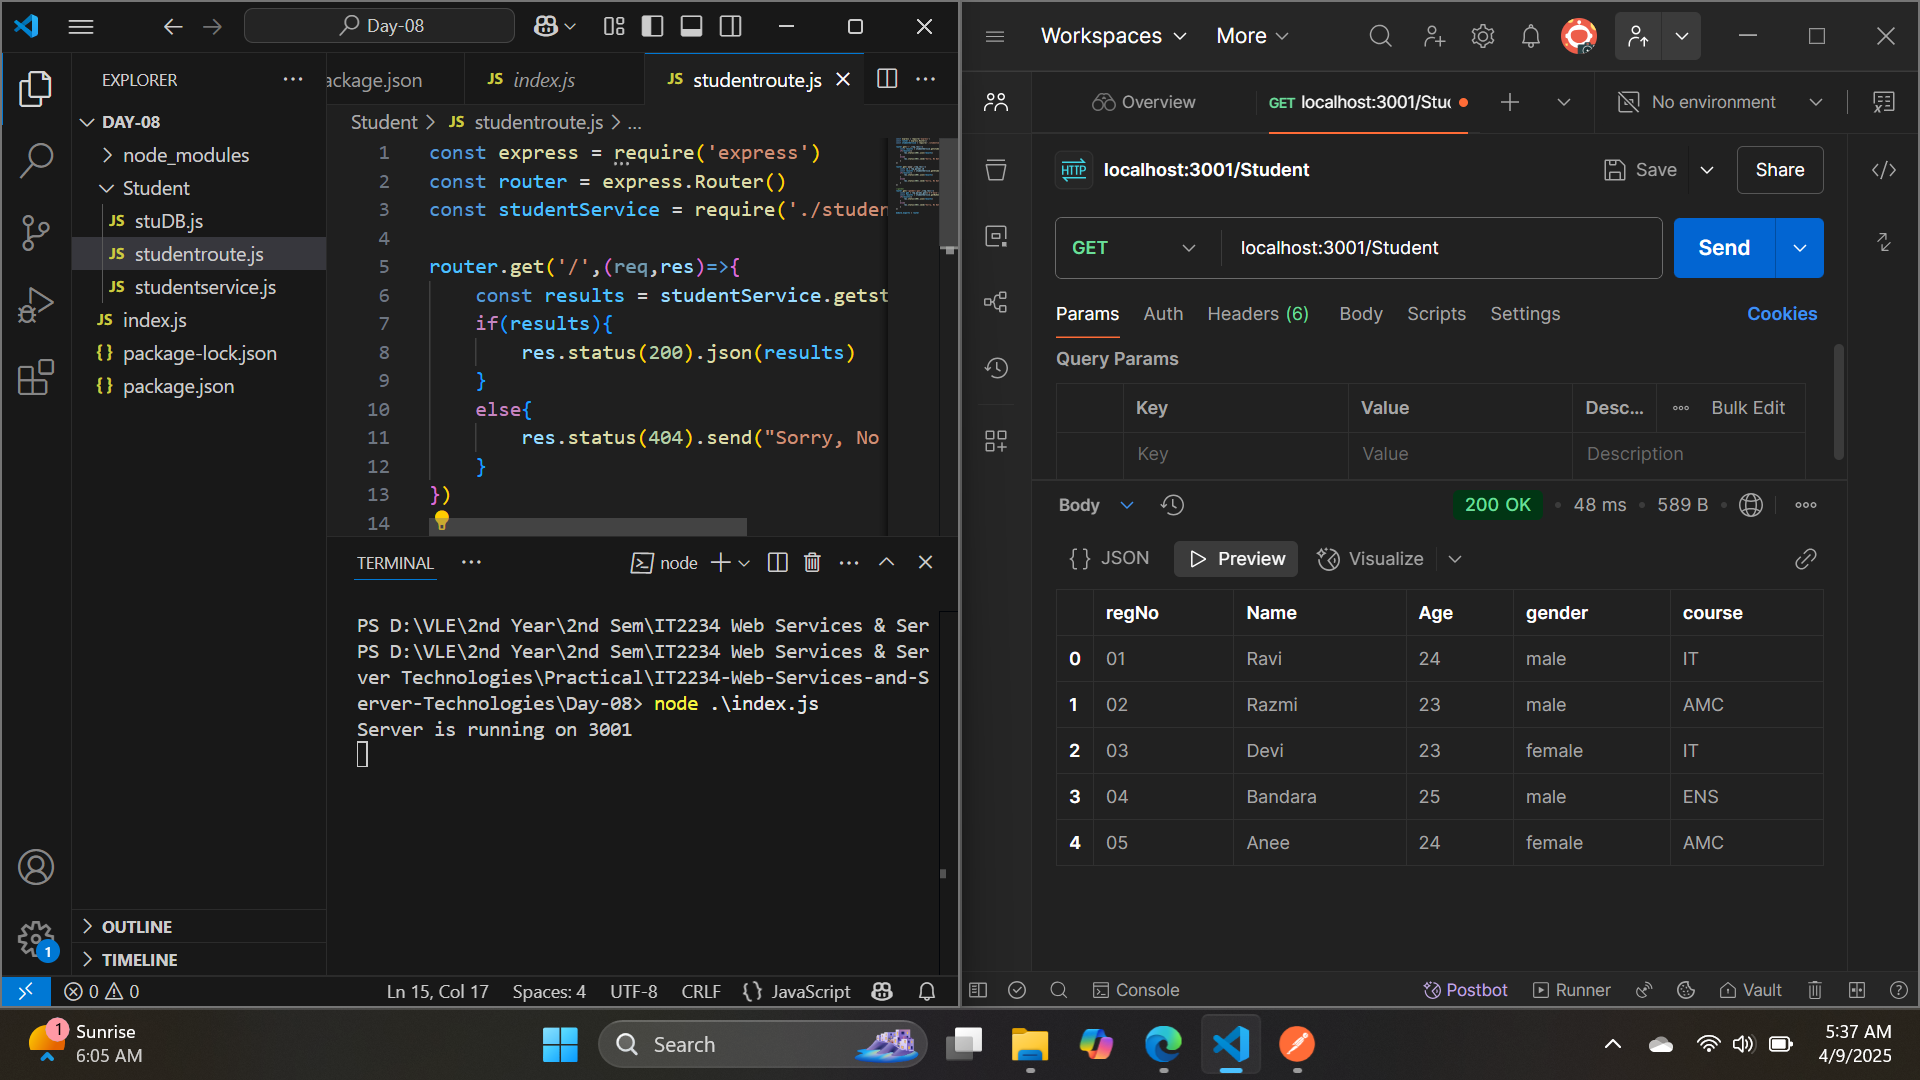 Day-08
EXPLORER
DAY-08
node_modules
Student
JS stuDB.js
JS studentroute.js
JS studentservice.js
JS index.js
{} package-lock.json
{} package.json
OUTLINE
TIMELINE
ackage.json
JS index.js
JS studentroute.js
Student > JS studentroute.js > ...
1 const express = require('express')
2 const router = express.Router()
3 const studentService = require('./studen
4
5 router.get('/',(req,res)=>{
6 const results = studentService.getst
7 if(results){
8 res.status(200).json(results)
9 }
10 else{
11 res.status(404).send("Sorry, No
12 }
13 })
14
TERMINAL
node
PS D:\VLE\2nd Year\2nd Sem\IT2234 Web Services & Ser
PS D:\VLE\2nd Year\2nd Sem\IT2234 Web Services & Ser
ver Technologies\Practical\IT2234-Web-Services-and-S
erver-Technologies\Day-08> node .\index.js
Server is running on 3001
1
0 0
Ln 15, Col 17 Spaces: 4 UTF-8 CRLF {} JavaScript
Workspaces
More
Overview
GET localhost:3001/Stu
No environment
HTTP localhost:3001/Student
Save
Share
GET
localhost:3001/Student
Send
Params Auth Headers (6) Body Scripts Settings Cookies
Query Params
Key Value Desc... Bulk Edit
Key Value Description
Body
200 OK • 48 ms • 589 B
{} JSON Preview Visualize
regNo Name Age gender course
0 01 Ravi 24 male IT
1 02 Razmi 23 male AMC
2 03 Devi 23 female IT
3 04 Bandara 25 male ENS
4 05 Anee 24 female AMC
Console Postbot Runner Vault
1
Sunrise
6:05 AM
Search
5:37 AM
4/9/2025